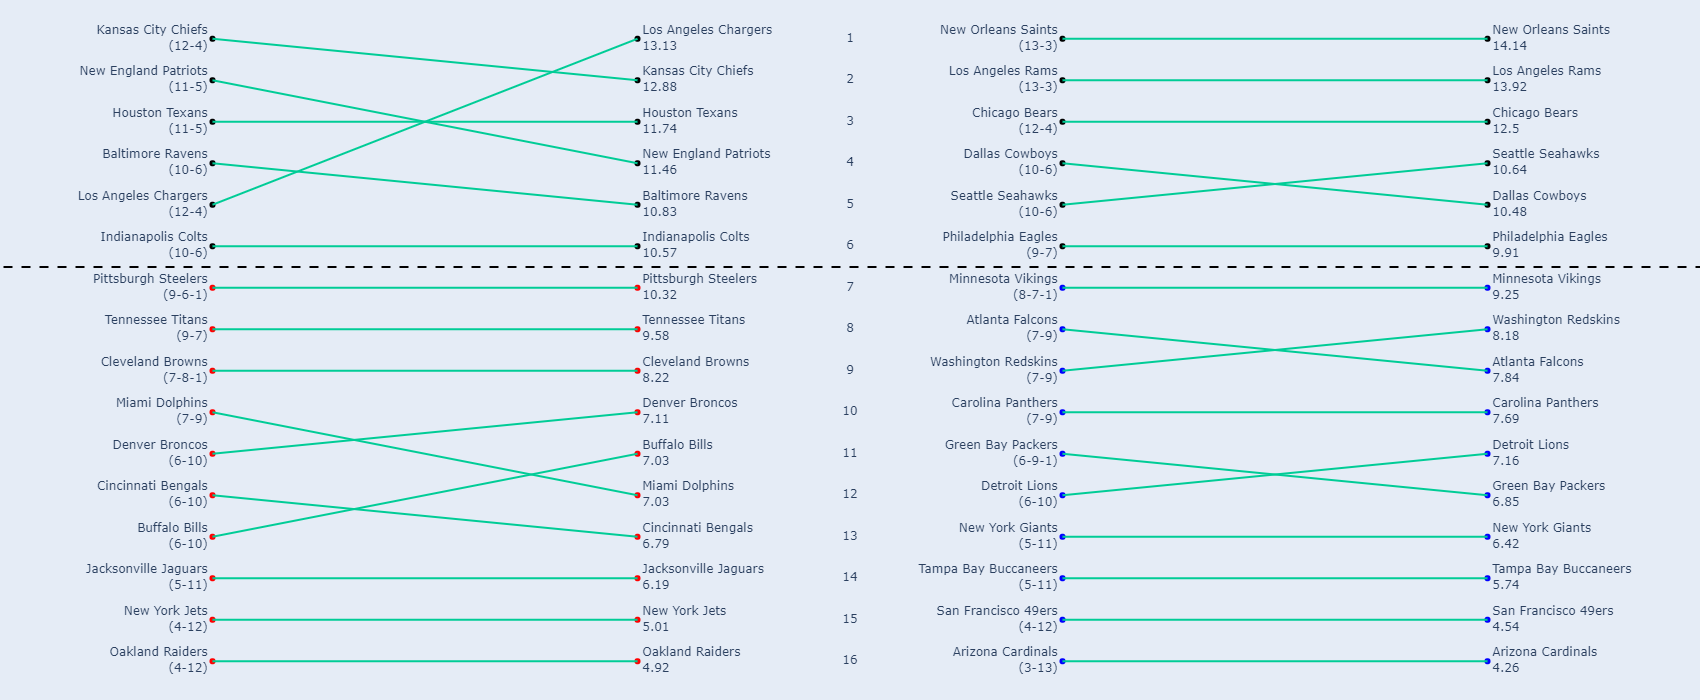 Kansas City Chiefs
(12-4)
Los Angeles Chargers
13.13
1
New Orleans Saints
(13-3)
New Orleans Saints
14.14
New England Patriots
(11-5)
Kansas City Chiefs
12.88
2
Los Angeles Rams
(13-3)
Los Angeles Rams
13.92
Houston Texans
(11-5)
Houston Texans
11.74
3
Chicago Bears
(12-4)
Chicago Bears
12.5
Baltimore Ravens
(10-6)
New England Patriots
11.46
4
Dallas Cowboys
(10-6)
Seattle Seahawks
10.64
Los Angeles Chargers
(12-4)
Baltimore Ravens
10.83
5
Seattle Seahawks
(10-6)
Dallas Cowboys
10.48
Indianapolis Colts
(10-6)
Indianapolis Colts
10.57
6
Philadelphia Eagles
(9-7)
Philadelphia Eagles
9.91
Pittsburgh Steelers
(9-6-1)
Pittsburgh Steelers
10.32
7
Minnesota Vikings
(8-7-1)
Minnesota Vikings
9.25
Tennessee Titans
(9-7)
Tennessee Titans
9.58
8
Atlanta Falcons
(7-9)
Washington Redskins
8.18
Cleveland Browns
(7-8-1)
Cleveland Browns
8.22
9
Washington Redskins
(7-9)
Atlanta Falcons
7.84
Miami Dolphins
(7-9)
Denver Broncos
7.11
10
Carolina Panthers
(7-9)
Carolina Panthers
7.69
Denver Broncos
(6-10)
Buffalo Bills
7.03
11
Green Bay Packers
(6-9-1)
Detroit Lions
7.16
Cincinnati Bengals
(6-10)
Miami Dolphins
7.03
12
Detroit Lions
(6-10)
Green Bay Packers
6.85
Buffalo Bills
(6-10)
Cincinnati Bengals
6.79
13
New York Giants
(5-11)
New York Giants
6.42
Jacksonville Jaguars
(5-11)
Jacksonville Jaguars
6.19
14
Tampa Bay Buccaneers
(5-11)
Tampa Bay Buccaneers
5.74
New York Jets
(4-12)
New York Jets
5.01
15
San Francisco 49ers
(4-12)
San Francisco 49ers
4.54
Oakland Raiders
(4-12)
Oakland Raiders
4.92
16
Arizona Cardinals
(3-13)
Arizona Cardinals
4.26